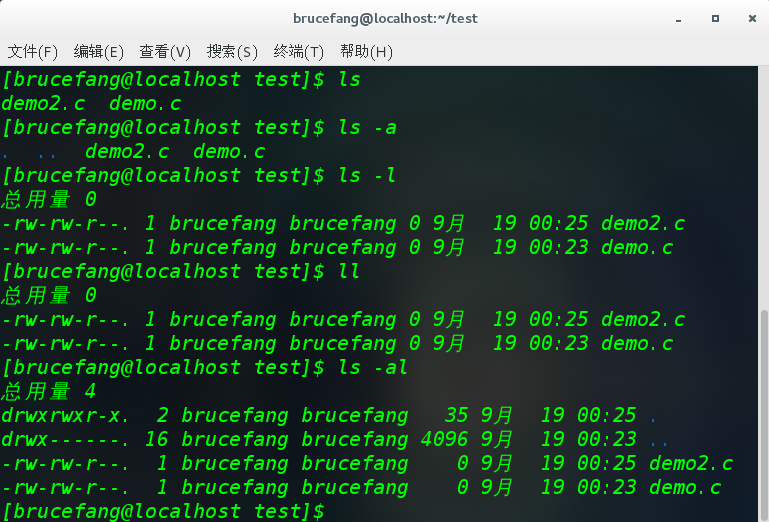 brucefang@localhost:~/test
文件(F) 编辑(E) 查看(V) 搜索(S) 终端(T) 帮助(H)
[brucefang@localhost test]$ ls
demo2.c  demo.c
[brucefang@localhost test]$ ls -a
.  ..  demo2.c  demo.c
[brucefang@localhost test]$ ls -l
总用量 0
-rw-rw-r--. 1 brucefang brucefang 0 9月  19 00:25 demo2.c
-rw-rw-r--. 1 brucefang brucefang 0 9月  19 00:23 demo.c
[brucefang@localhost test]$ ll
总用量 0
-rw-rw-r--. 1 brucefang brucefang 0 9月  19 00:25 demo2.c
-rw-rw-r--. 1 brucefang brucefang 0 9月  19 00:23 demo.c
[brucefang@localhost test]$ ls -al
总用量 4
drwxrwxr-x.  2 brucefang brucefang   35 9月  19 00:25 .
drwx------. 16 brucefang brucefang 4096 9月  19 00:23 ..
-rw-rw-r--.  1 brucefang brucefang    0 9月  19 00:25 demo2.c
-rw-rw-r--.  1 brucefang brucefang    0 9月  19 00:23 demo.c
[brucefang@localhost test]$